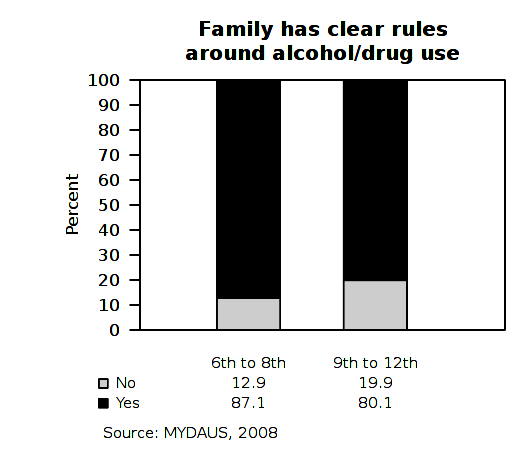 Family has clear rules
around alcohol/drug use
100
90
80
70
60
50
40
30
20
10
0
Percent
6th to 8th 9th to 12th
No 12.9 19.9
Yes 87.1 80.1
Source: MYDAUS, 2008